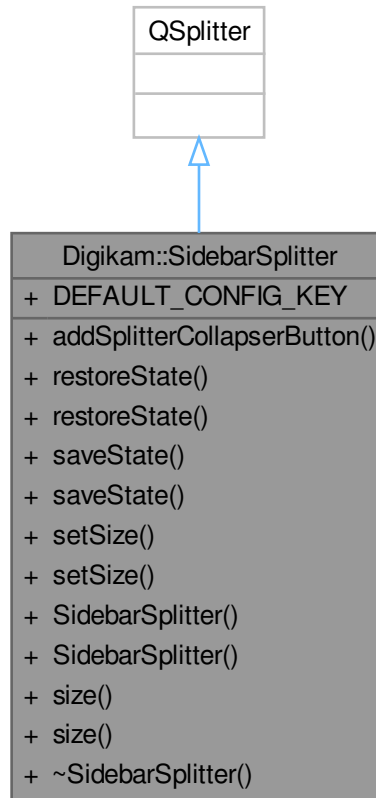 QSplitter
Digikam::SidebarSplitter
+ DEFAULT_CONFIG_KEY
+ addSplitterCollapserButton()
+ restoreState()
+ restoreState()
+ saveState()
+ saveState()
+ setSize()
+ setSize()
+ SidebarSplitter()
+ SidebarSplitter()
+ size()
+ size()
+ ~SidebarSplitter()